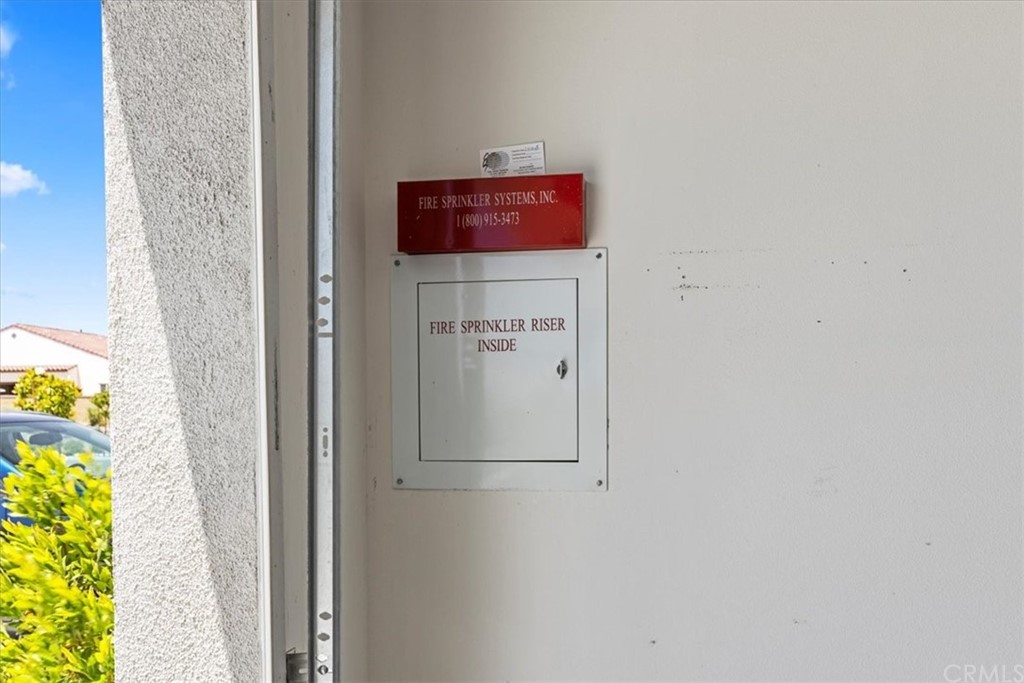 FIRE SPRINKLER SYSTEMS, INC.
1 (800) 915-3473
FIRE SPRINKLER RISER
INSIDE
CRMLS